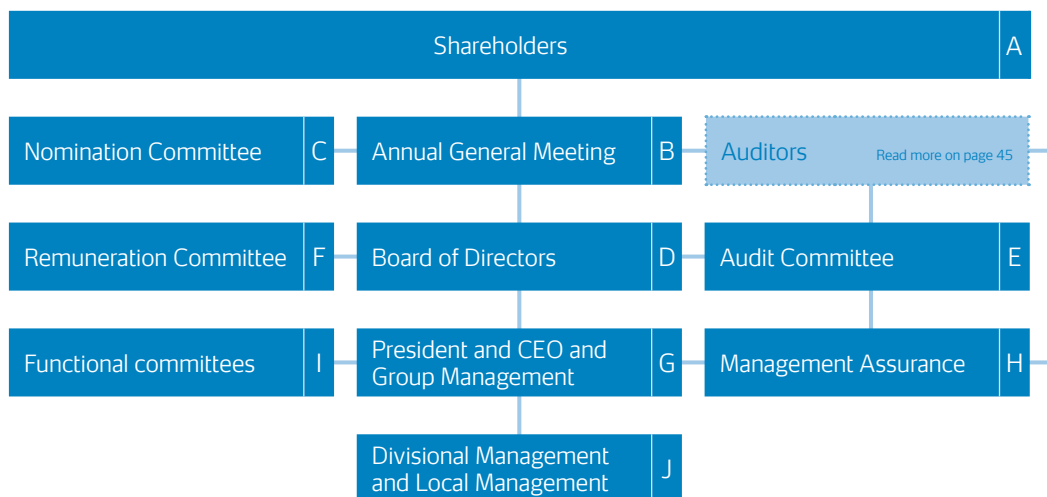 Shareholders A
Nomination Committee C
Annual General Meeting B
Auditors Read more on page 45
Remuneration Committee F
Board of Directors D
Audit Committee E
Functional committees I
President and CEO and
Group Management G
Management Assurance H
Divisional Management
and Local Management J